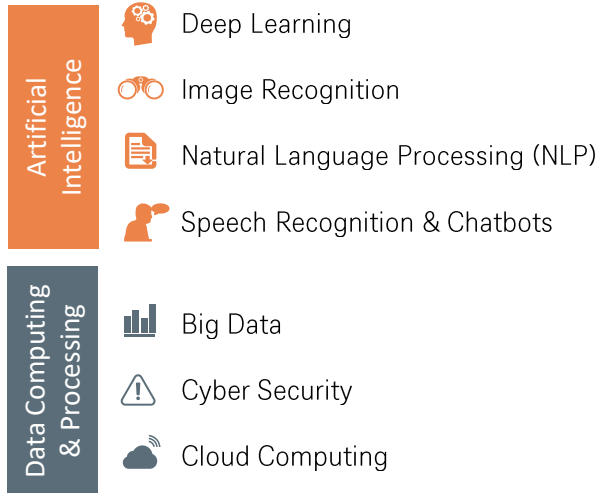 Artificial
Intelligence
Deep Learning
Image Recognition
Natural Language Processing (NLP)
Speech Recognition & Chatbots
Data Computing
& Processing
Big Data
Cyber Security
Cloud Computing